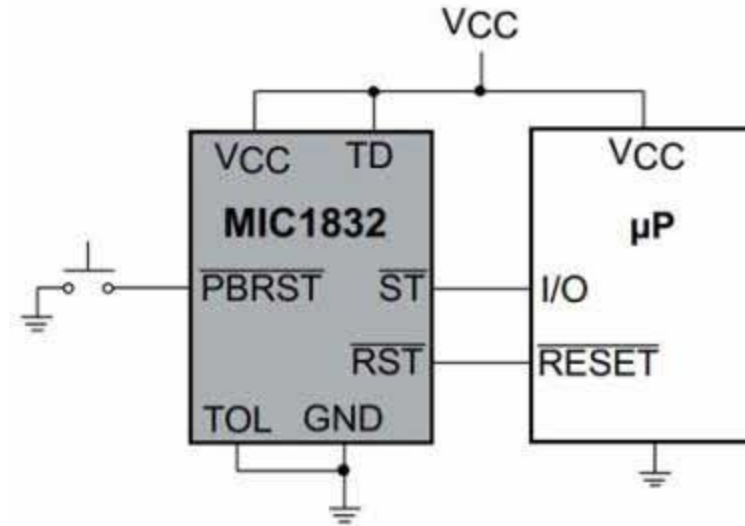 VCC
VCC TD
VCC
MIC1832
µP
PBRST ST
I/O
RST
RESET
TOL GND